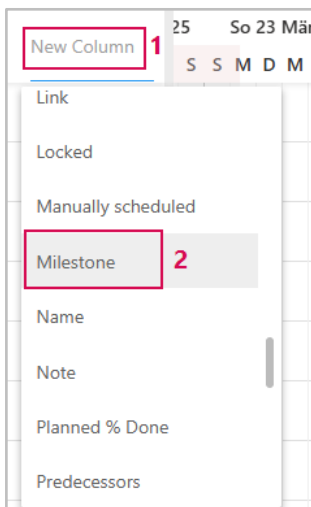 25 So 23 Mär
New Column 1
S S M D M
Link
Locked
Manually scheduled
Milestone 2
Name
Note
Planned % Done
Predecessors